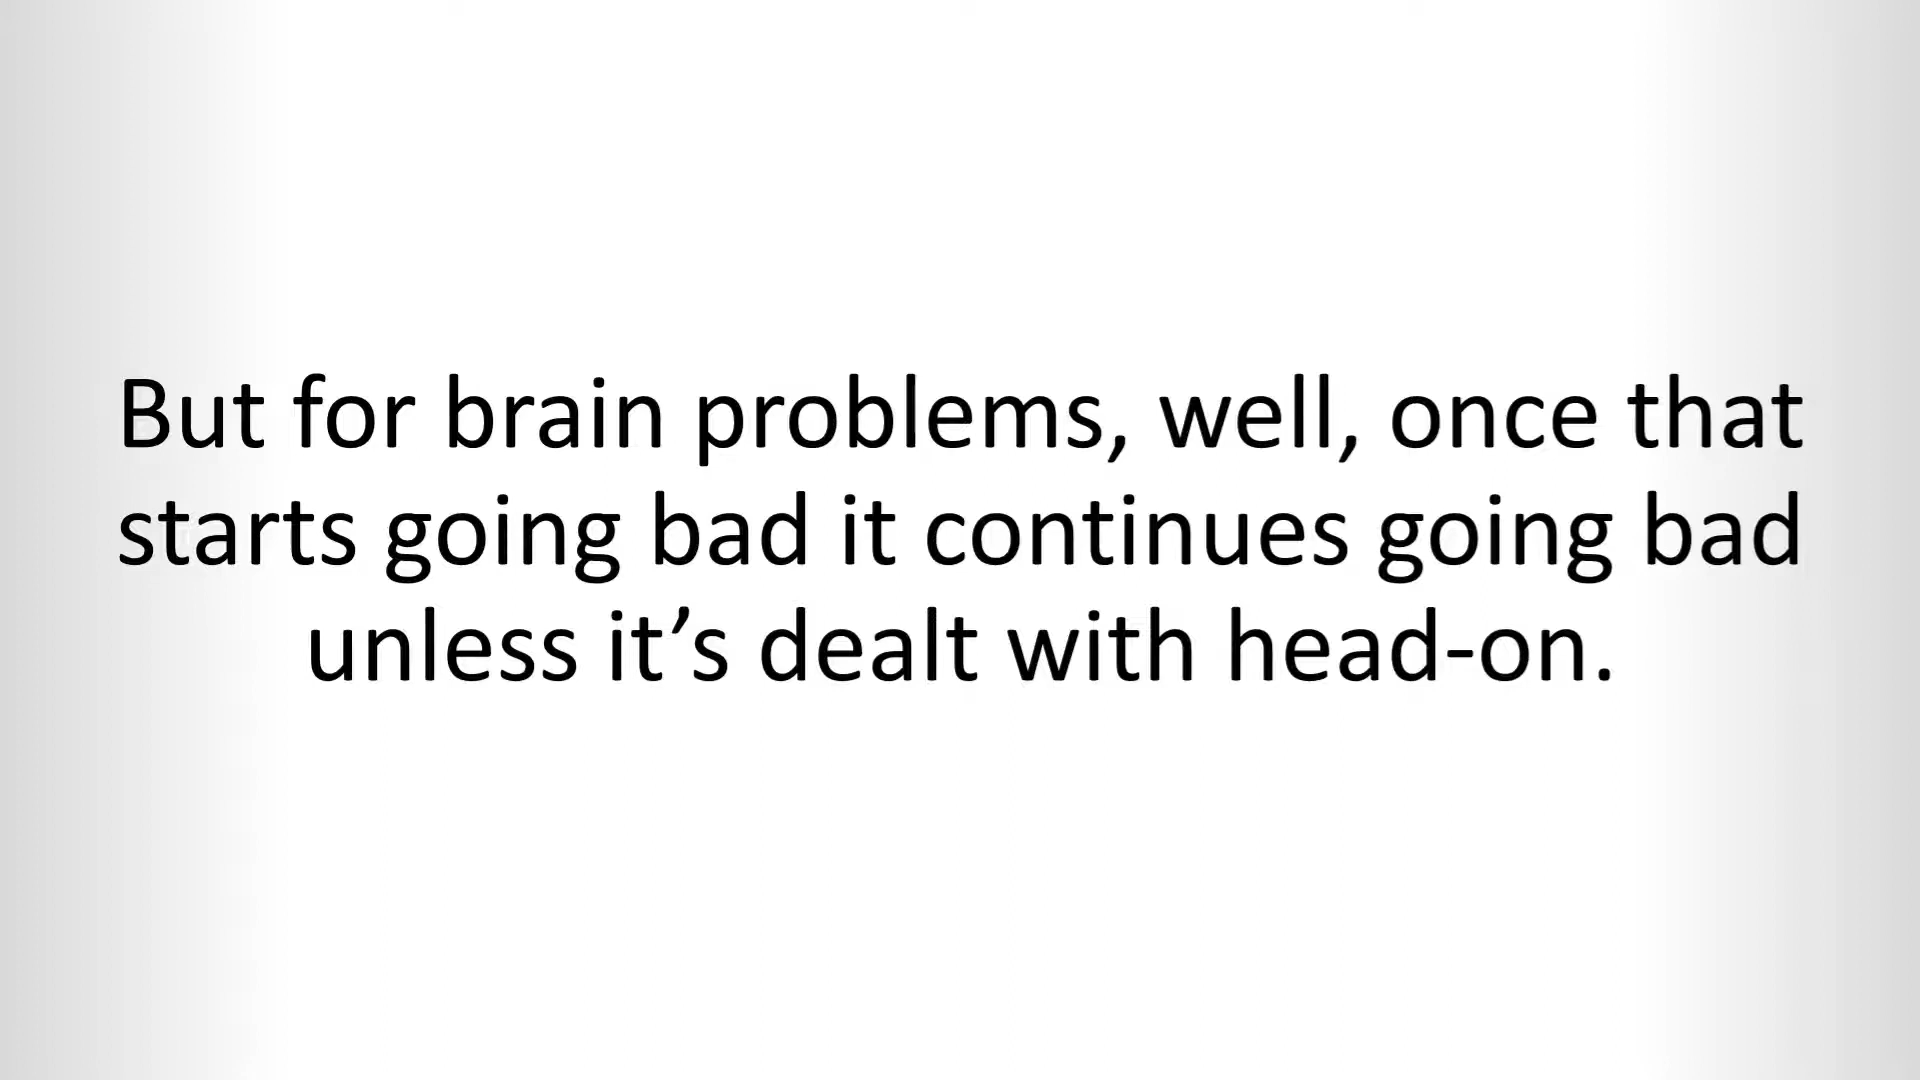 But for brain problems, well, once that
starts going bad it continues going bad
unless it’s dealt with head-on.